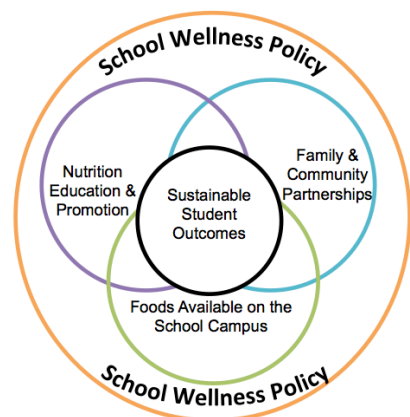 School Wellness Policy
Nutrition
Education &
Promotion
Family &
Community
Partnerships
Sustainable
Student
Outcomes
Foods Available on the
School Campus
School Wellness Policy